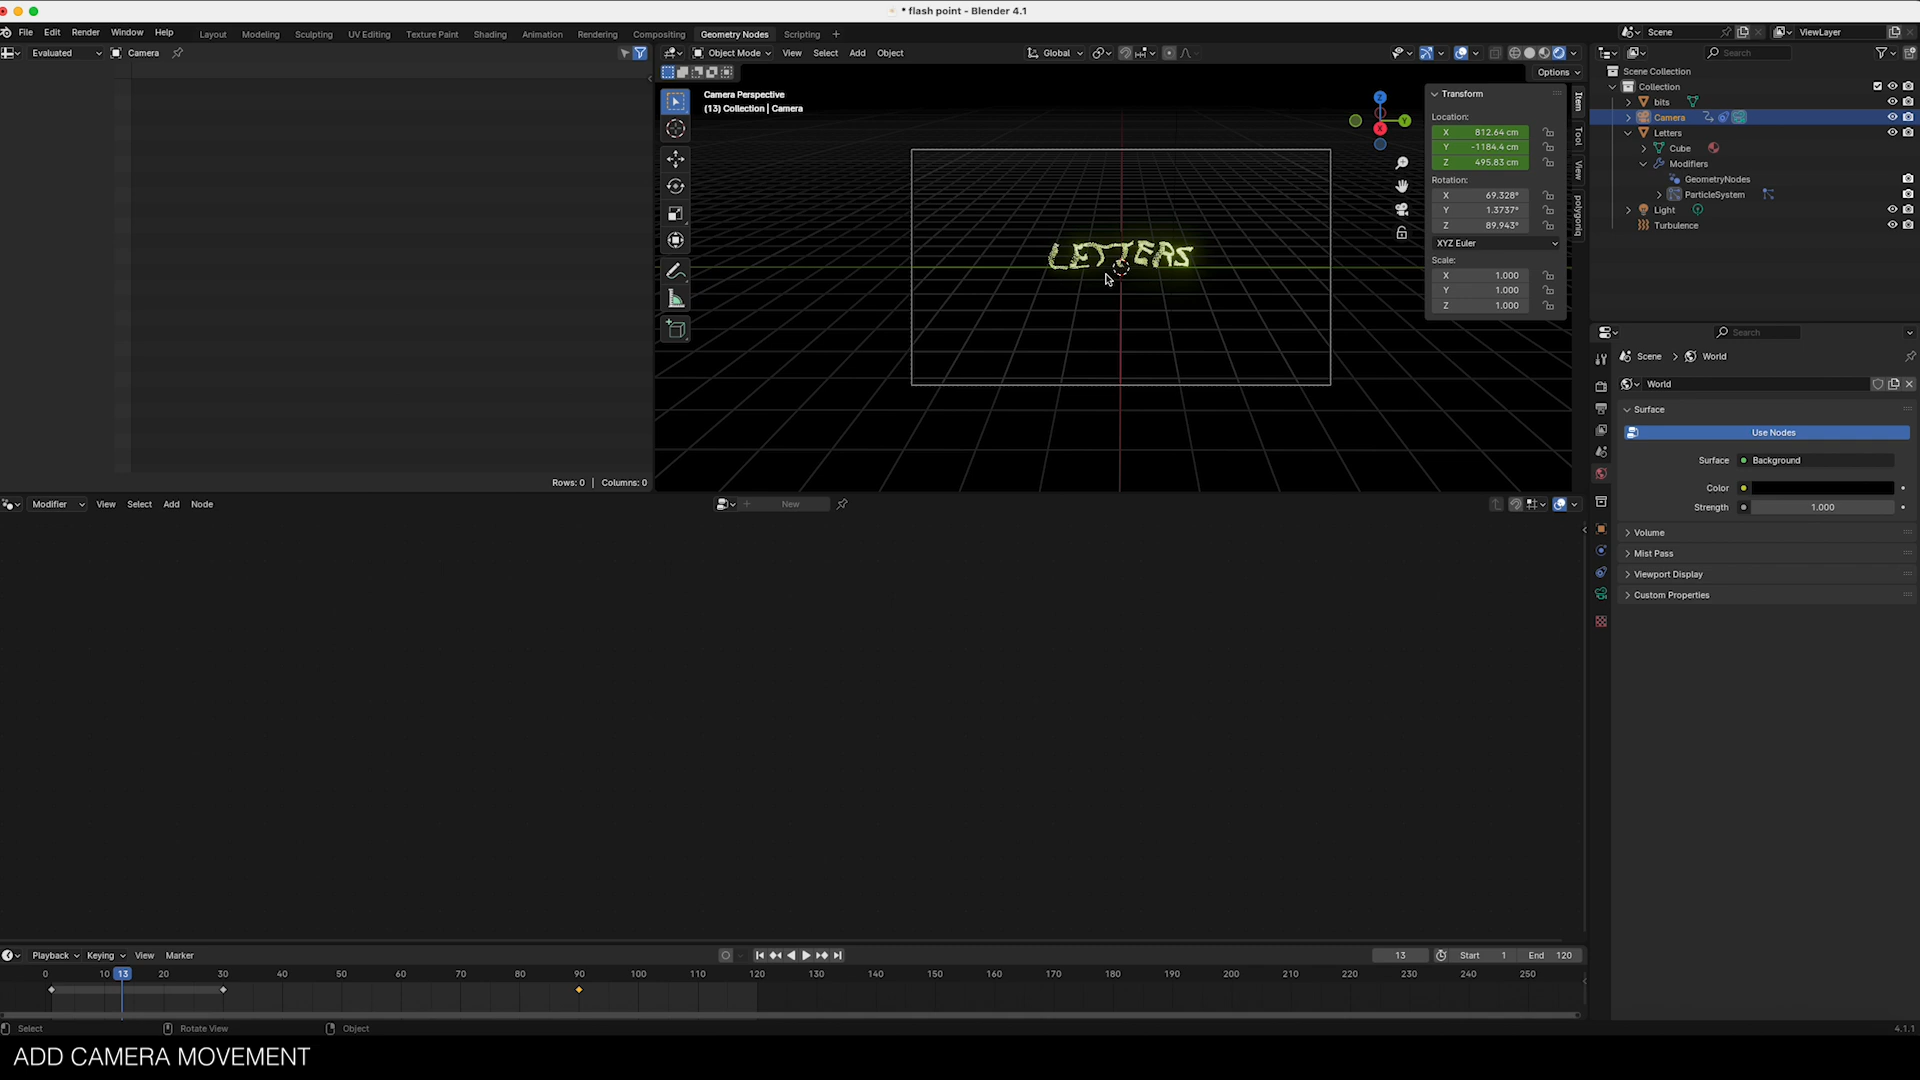 * flash point - Blender 4.1
File Edit Render Window Help
Layout Modeling Sculpting UV Editing Texture Paint Shading Animation Rendering Compositing Geometry Nodes Scripting +
Scene ViewLayer
Evaluated Camera
Object Mode View Select Add Object Global
Search
Options
Camera Perspective
(13) Collection | Camera
LETTERS
Z
Y
X
Transform
Location:
X 812.64 cm
Y -1184.4 cm
Z 495.83 cm
Rotation:
X 69.328°
Y 1.3737°
Z 89.943°
XYZ Euler
Scale:
X 1.000
Y 1.000
Z 1.000
Item
Tool
View
polygoniq
Scene Collection
Collection
bits
Camera
Letters
Cube
Modifiers
GeometryNodes
ParticleSystem
Light
Turbulence
Search
Scene > World
World
Surface
Use Nodes
Surface Background
Color
Strength 1.000
Volume
Mist Pass
Viewport Display
Custom Properties
Rows: 0 | Columns: 0
Modifier View Select Add Node
+ New
Playback Keying View Marker
13 Start 1 End 120
0 10 13 20 30 40 50 60 70 80 90 100 110 120 130 140 150 160 170 180 190 200 210 220 230 240 250
Select Rotate View Object
4.1.1
ADD CAMERA MOVEMENT